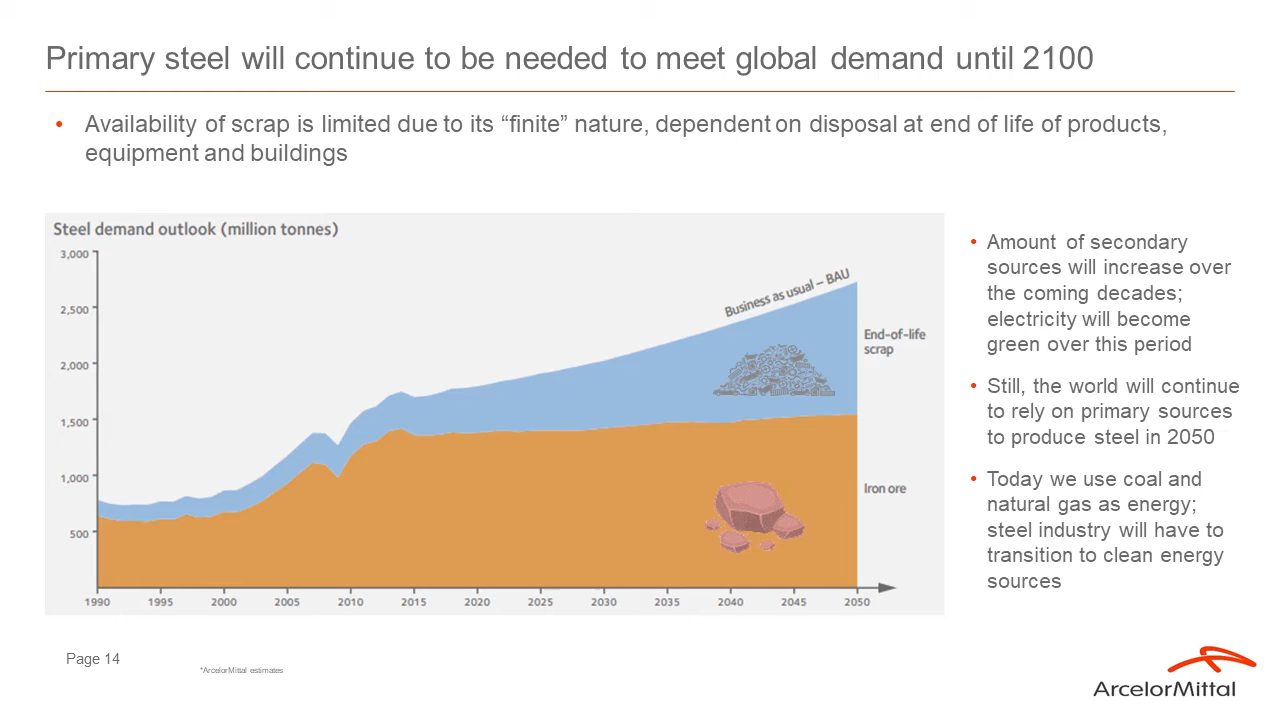 Primary steel will continue to be needed to meet global demand until 2100
• Availability of scrap is limited due to its “finite” nature, dependent on disposal at end of life of products,
equipment and buildings
Steel demand outlook (million tonnes)
3,000
2,500
2,000
1,500
1,000
500
Business as usual – BAU
End-of-life
scrap
Iron ore
1990 1995 2000 2005 2010 2015 2020 2025 2030 2035 2040 2045 2050
• Amount of secondary
sources will increase over
the coming decades;
electricity will become
green over this period
• Still, the world will continue
to rely on primary sources
to produce steel in 2050
• Today we use coal and
natural gas as energy;
steel industry will have to
transition to clean energy
sources
Page 14
*ArcelorMittal estimates
ArcelorMittal